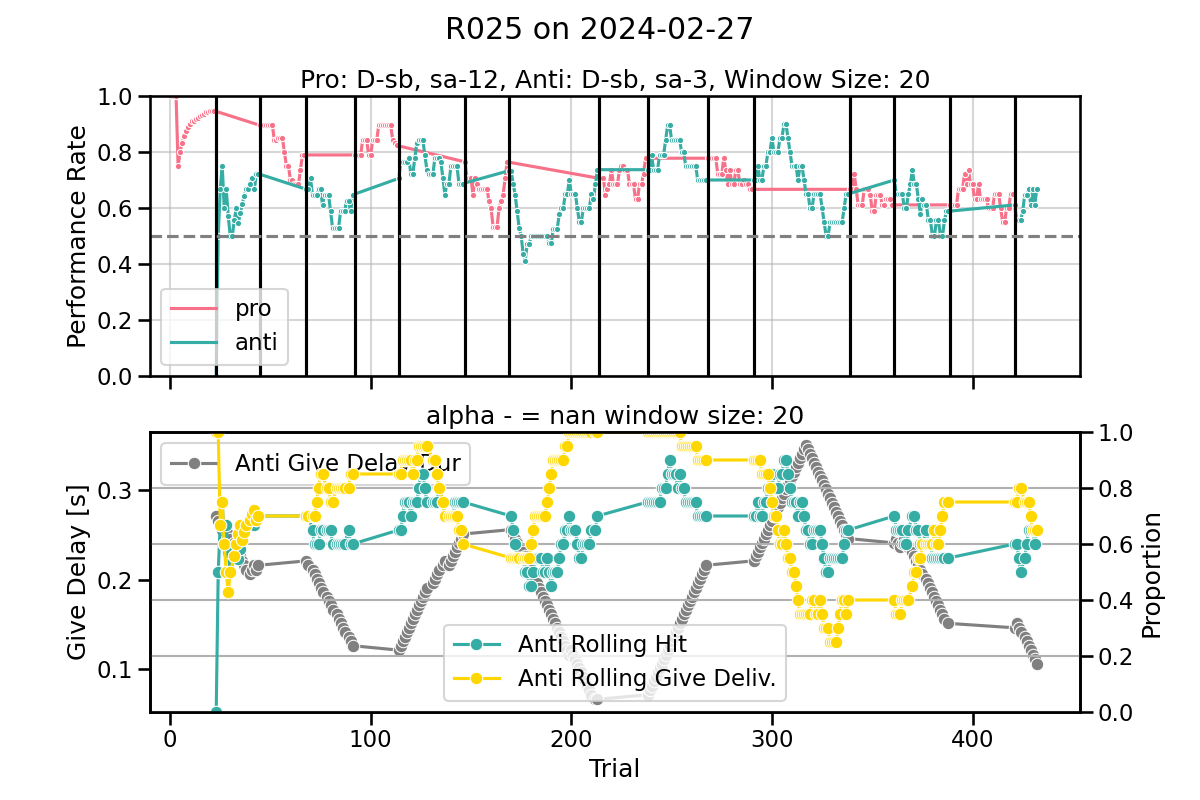 R025 on 2024-02-27
Pro: D-sb, sa-12, Anti: D-sb, sa-3, Window Size: 20
Performance Rate
1.0
0.8
0.6
0.4
0.2
0.0
pro
anti
alpha - = nan window size: 20
Give Delay [s]
0.3
0.2
0.1
Anti Give Delay Dur
Anti Rolling Hit
Anti Rolling Give Deliv.
1.0
0.8
0.6
0.4
0.2
0.0
Proportion
0
100
200
300
400
Trial